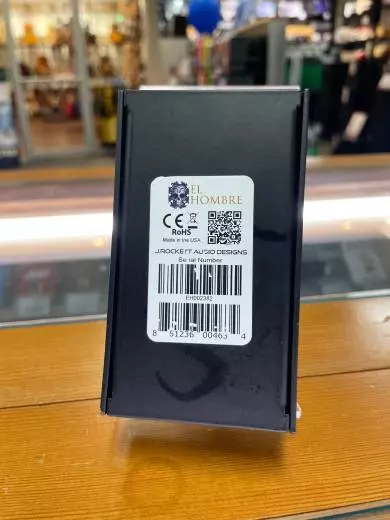 EL
HOMBRE
CE
RoHS
Made in the USA
J.ROCKETT AUDIO DESIGNS
Serial Number
EH002382
8 51236 00463 4